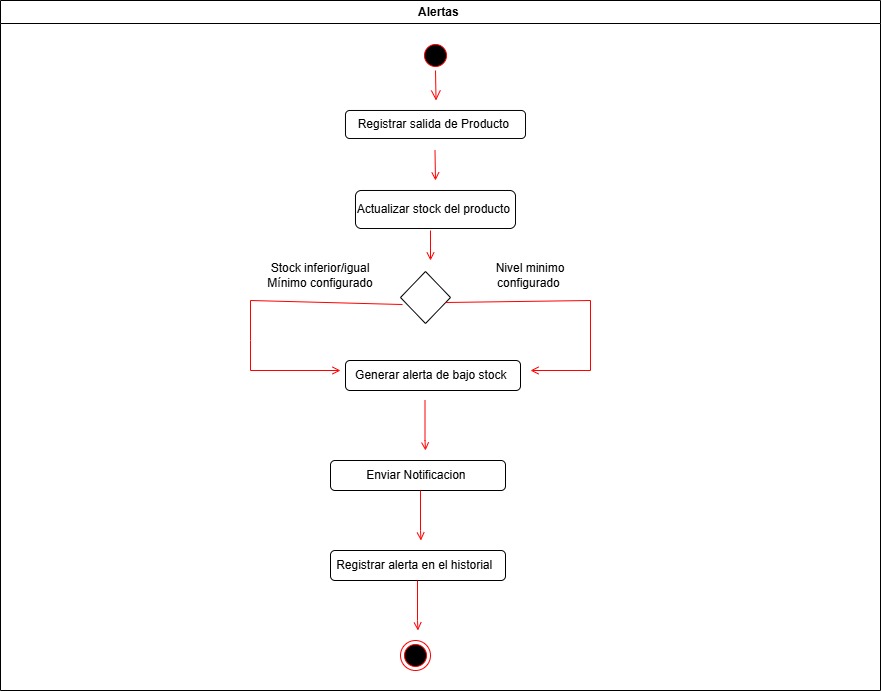 Alertas
Registrar salida de Producto
Actualizar stock del producto
Stock inferior/igual
Mínimo configurado
Nivel minimo
configurado
Generar alerta de bajo stock
Enviar Notificacion
Registrar alerta en el historial